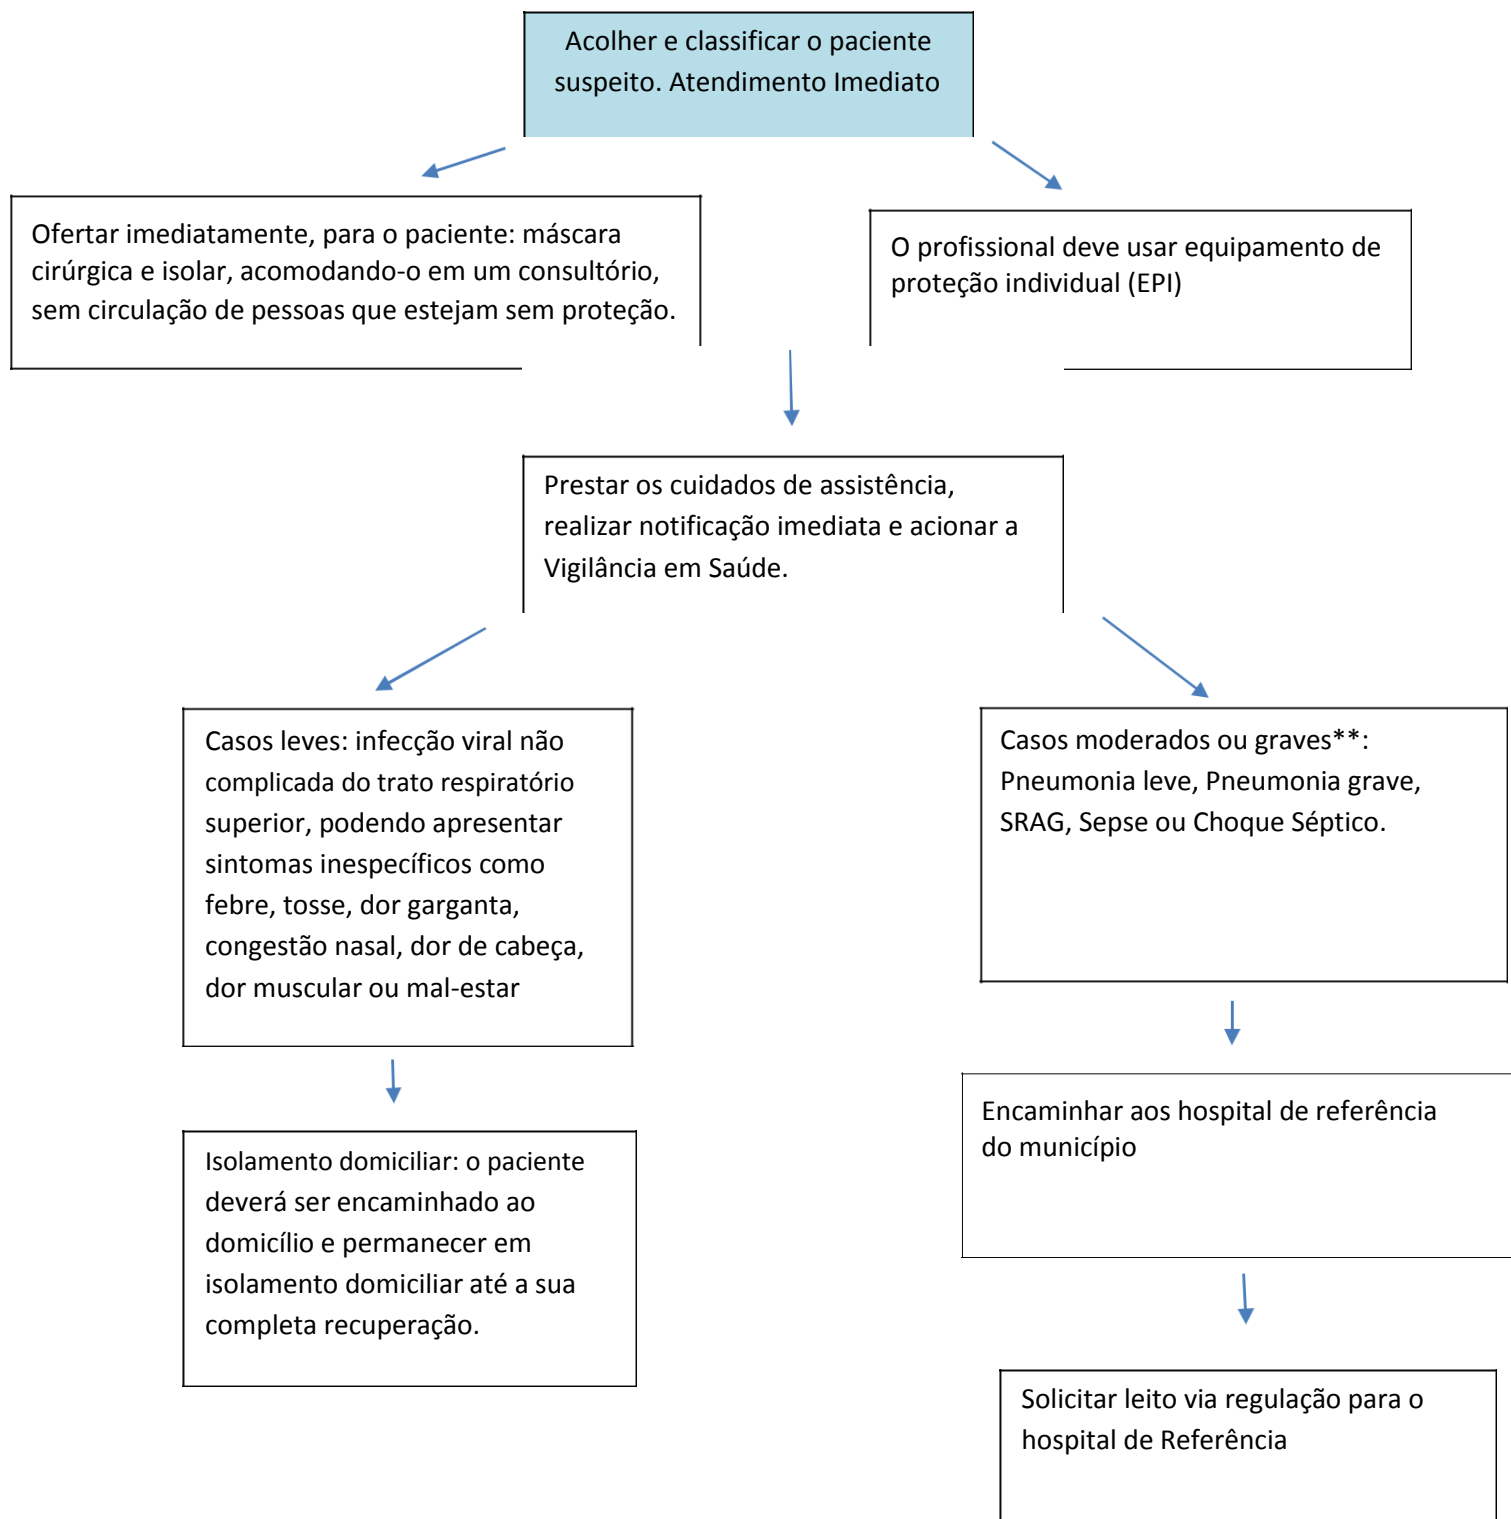 Acolher e classificar o paciente
suspeito. Atendimento Imediato
Ofertar imediatamente, para o paciente: máscara
cirúrgica e isolar, acomodando-o em um consultório,
sem circulação de pessoas que estejam sem proteção.
O profissional deve usar equipamento de
proteção individual (EPI)
Prestar os cuidados de assistência,
realizar notificação imediata e acionar a
Vigilância em Saúde.
Casos leves: infecção viral não
complicada do trato respiratório
superior, podendo apresentar
sintomas inespecíficos como
febre, tosse, dor garganta,
congestão nasal, dor de cabeça,
dor muscular ou mal-estar
Casos moderados ou graves**:
Pneumonia leve, Pneumonia grave,
SRAG, Sepse ou Choque Séptico.
Isolamento domiciliar: o paciente
deverá ser encaminhado ao
domicílio e permanecer em
isolamento domiciliar até a sua
completa recuperação.
Encaminhar aos hospital de referência
do município
Solicitar leito via regulação para o
hospital de Referência